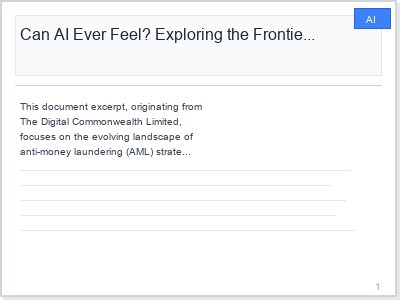 AI
Can AI Ever Feel? Exploring the Frontie...
This document excerpt, originating from
The Digital Commonwealth Limited,
focuses on the evolving landscape of
anti-money laundering (AML) strate...
1